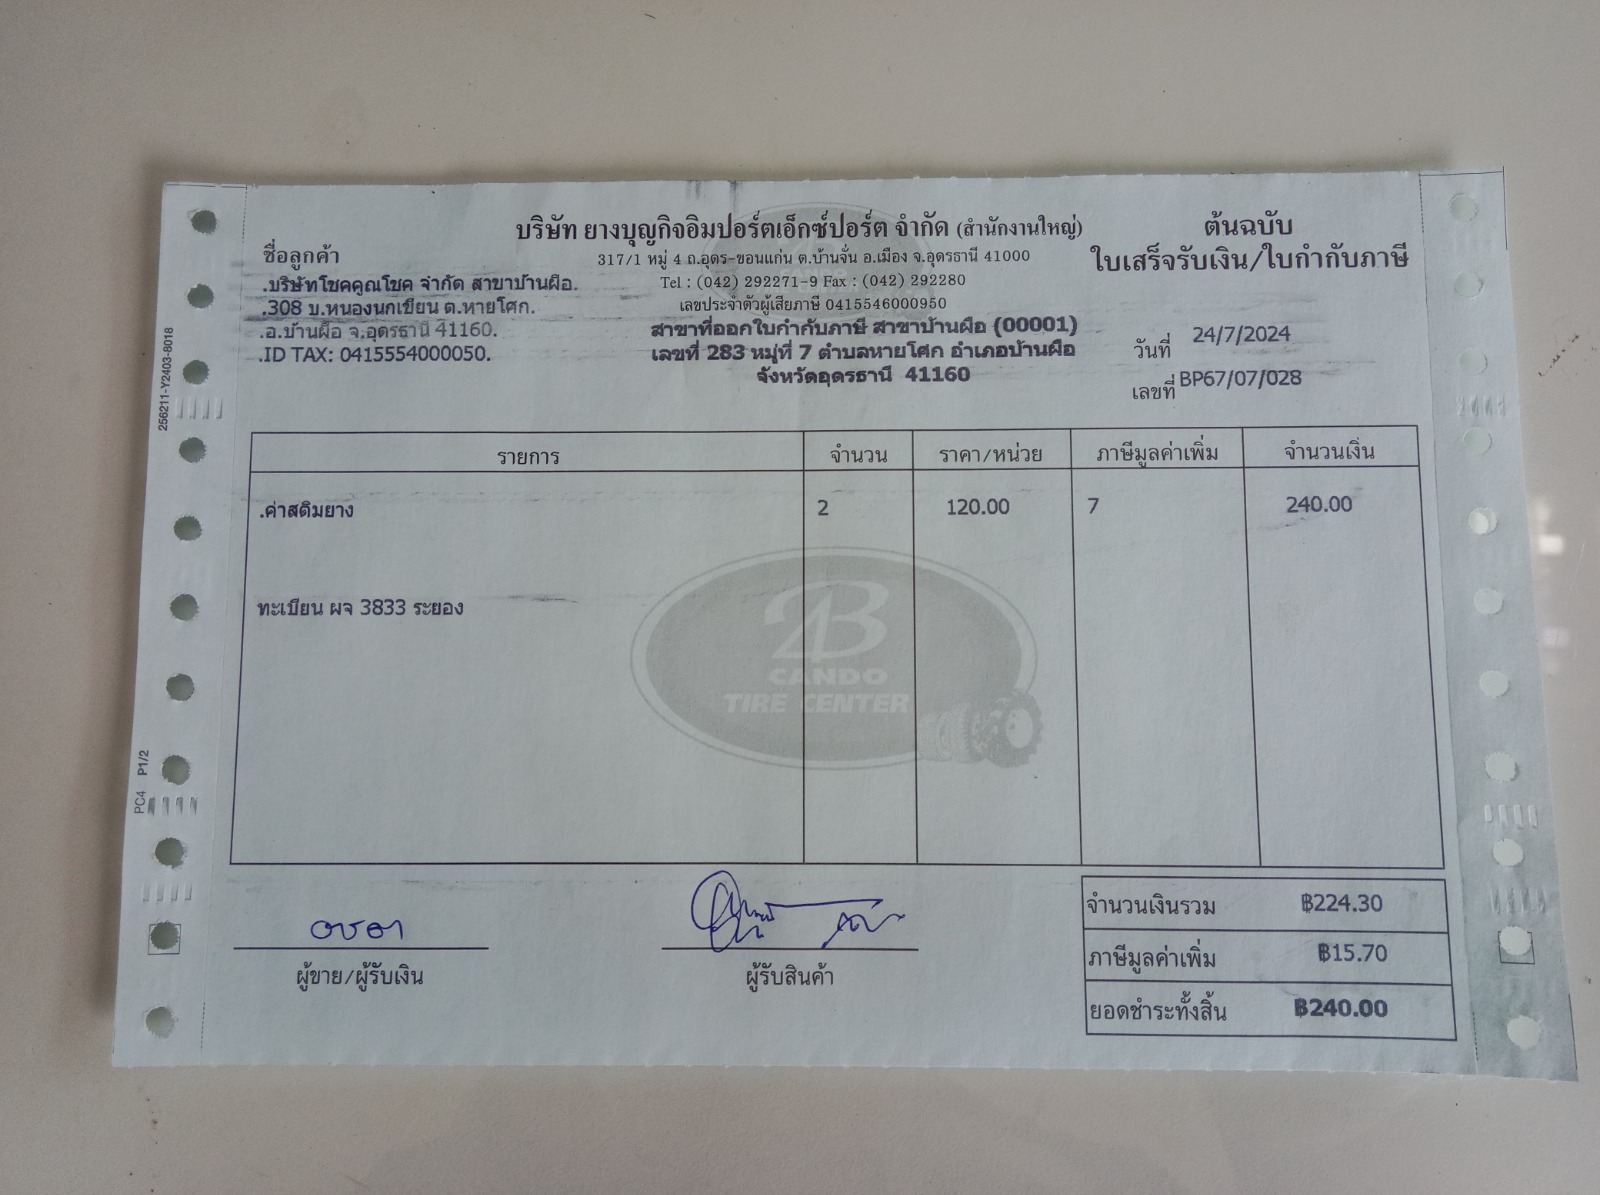 บริษัท ยางบุญกิจอิมปอร์ตเอ็กซ์ปอร์ต จำกัด (สำนักงานใหญ่)
317/1 หมู่ 4 ถ.อุดร-ขอนแก่น ต.บ้านจั่น อ.เมือง จ.อุดรธานี 41000
Tel : (042) 292271-9 Fax : (042) 292280
เลขประจำตัวผู้เสียภาษี 0415546000950
สาขาที่ออกใบกำกับภาษี สาขาบ้านผือ (00001)
เลขที่ 283 หมู่ที่ 7 ตำบลหายโศก อำเภอบ้านผือ
จังหวัดอุดรธานี 41160
ต้นฉบับ
ใบเสร็จรับเงิน/ใบกำกับภาษี
วันที่ 24/7/2024
เลขที่ BP67/07/028
ชื่อลูกค้า
.บริษัทโชคคูณโชค จำกัด สาขาบ้านผือ.
.308 บ.หนองนกเขียน ต.หายโศก.
.อ.บ้านผือ จ.อุดรธานี 41160.
.ID TAX: 0415554000050.
256211-Y2403-8018
รายการ จำนวน ราคา/หน่วย ภาษีมูลค่าเพิ่ม จำนวนเงิน
.ค่าสติมยาง 2 120.00 7 240.00
ทะเบียน ผจ 3833 ระยอง
CANDO
TIRE CENTER
PC4 P1/2
จำนวนเงินรวม ฿224.30
ภาษีมูลค่าเพิ่ม ฿15.70
ยอดชำระทั้งสิ้น ฿240.00
ผู้ขาย/ผู้รับเงิน
ผู้รับสินค้า